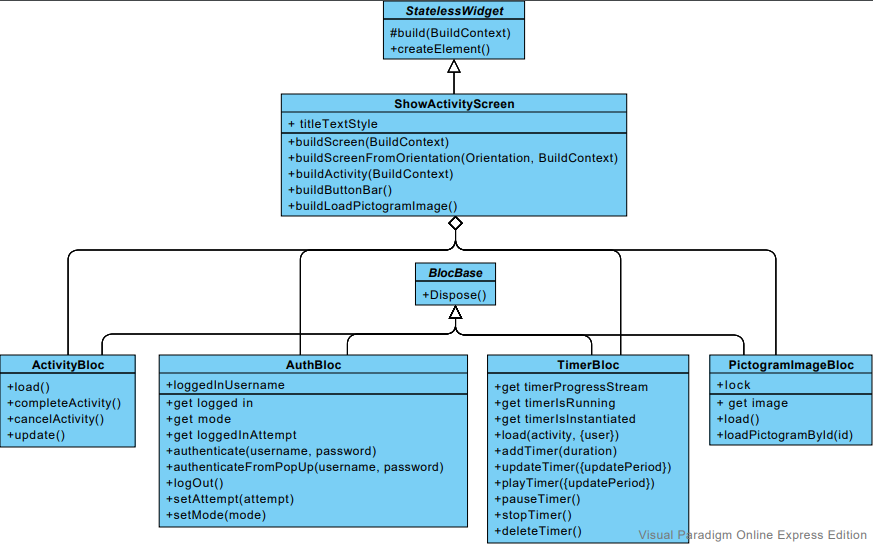 StatelessWidget
#build(BuildContext)
+createElement()
ShowActivityScreen
+ titleTextStyle
+buildScreen(BuildContext)
+buildScreenFromOrientation(Orientation, BuildContext)
+buildActivity(BuildContext)
+buildButtonBar()
+buildLoadPictogramImage()
BlocBase
+Dispose()
ActivityBloc
+load()
+completeActivity()
+cancelActivity()
+update()
AuthBloc
+loggedInUsername
+get logged in
+get mode
+get loggedInAttempt
+authenticate(username, password)
+authenticateFromPopUp(username, password)
+logOut()
+setAttempt(attempt)
+setMode(mode)
TimerBloc
+get timerProgressStream
+get timerIsRunning
+get timerIsInstantiated
+load(activity, {user})
+addTimer(duration)
+updateTimer({updatePeriod})
+playTimer({updatePeriod})
+pauseTimer()
+stopTimer()
+deleteTimer()
PictogramImageBloc
+lock
+ get image
+load()
+loadPictogramById(id)
Visual Paradigm Online Express Edition